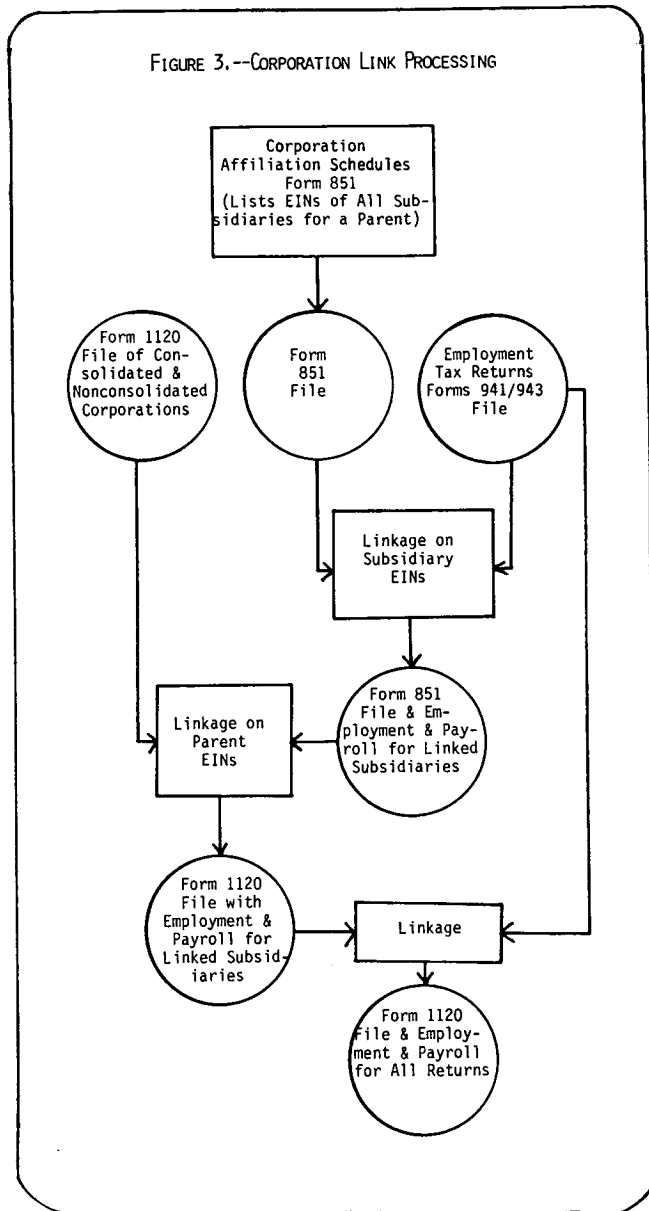 FIGURE 3.--CORPORATION LINK PROCESSING
Corporation
Affiliation Schedules
Form 851
(Lists EINs of All Sub-
sidiaries for a Parent)
Form 1120
File of Con-
solidated &
Nonconsolidated
Corporations
Form
851
File
Employment
Tax Returns
Forms 941/943
File
Linkage on
Subsidiary
EINs
Form 851
File & Em-
ployment & Pay-
roll for Linked
Subsidiaries
Linkage on
Parent
EINs
Form 1120
File with
Employment &
Payroll for
Linked Subsid-
iaries
Linkage
Form 1120
File & Employ-
ment & Payroll
for All Returns